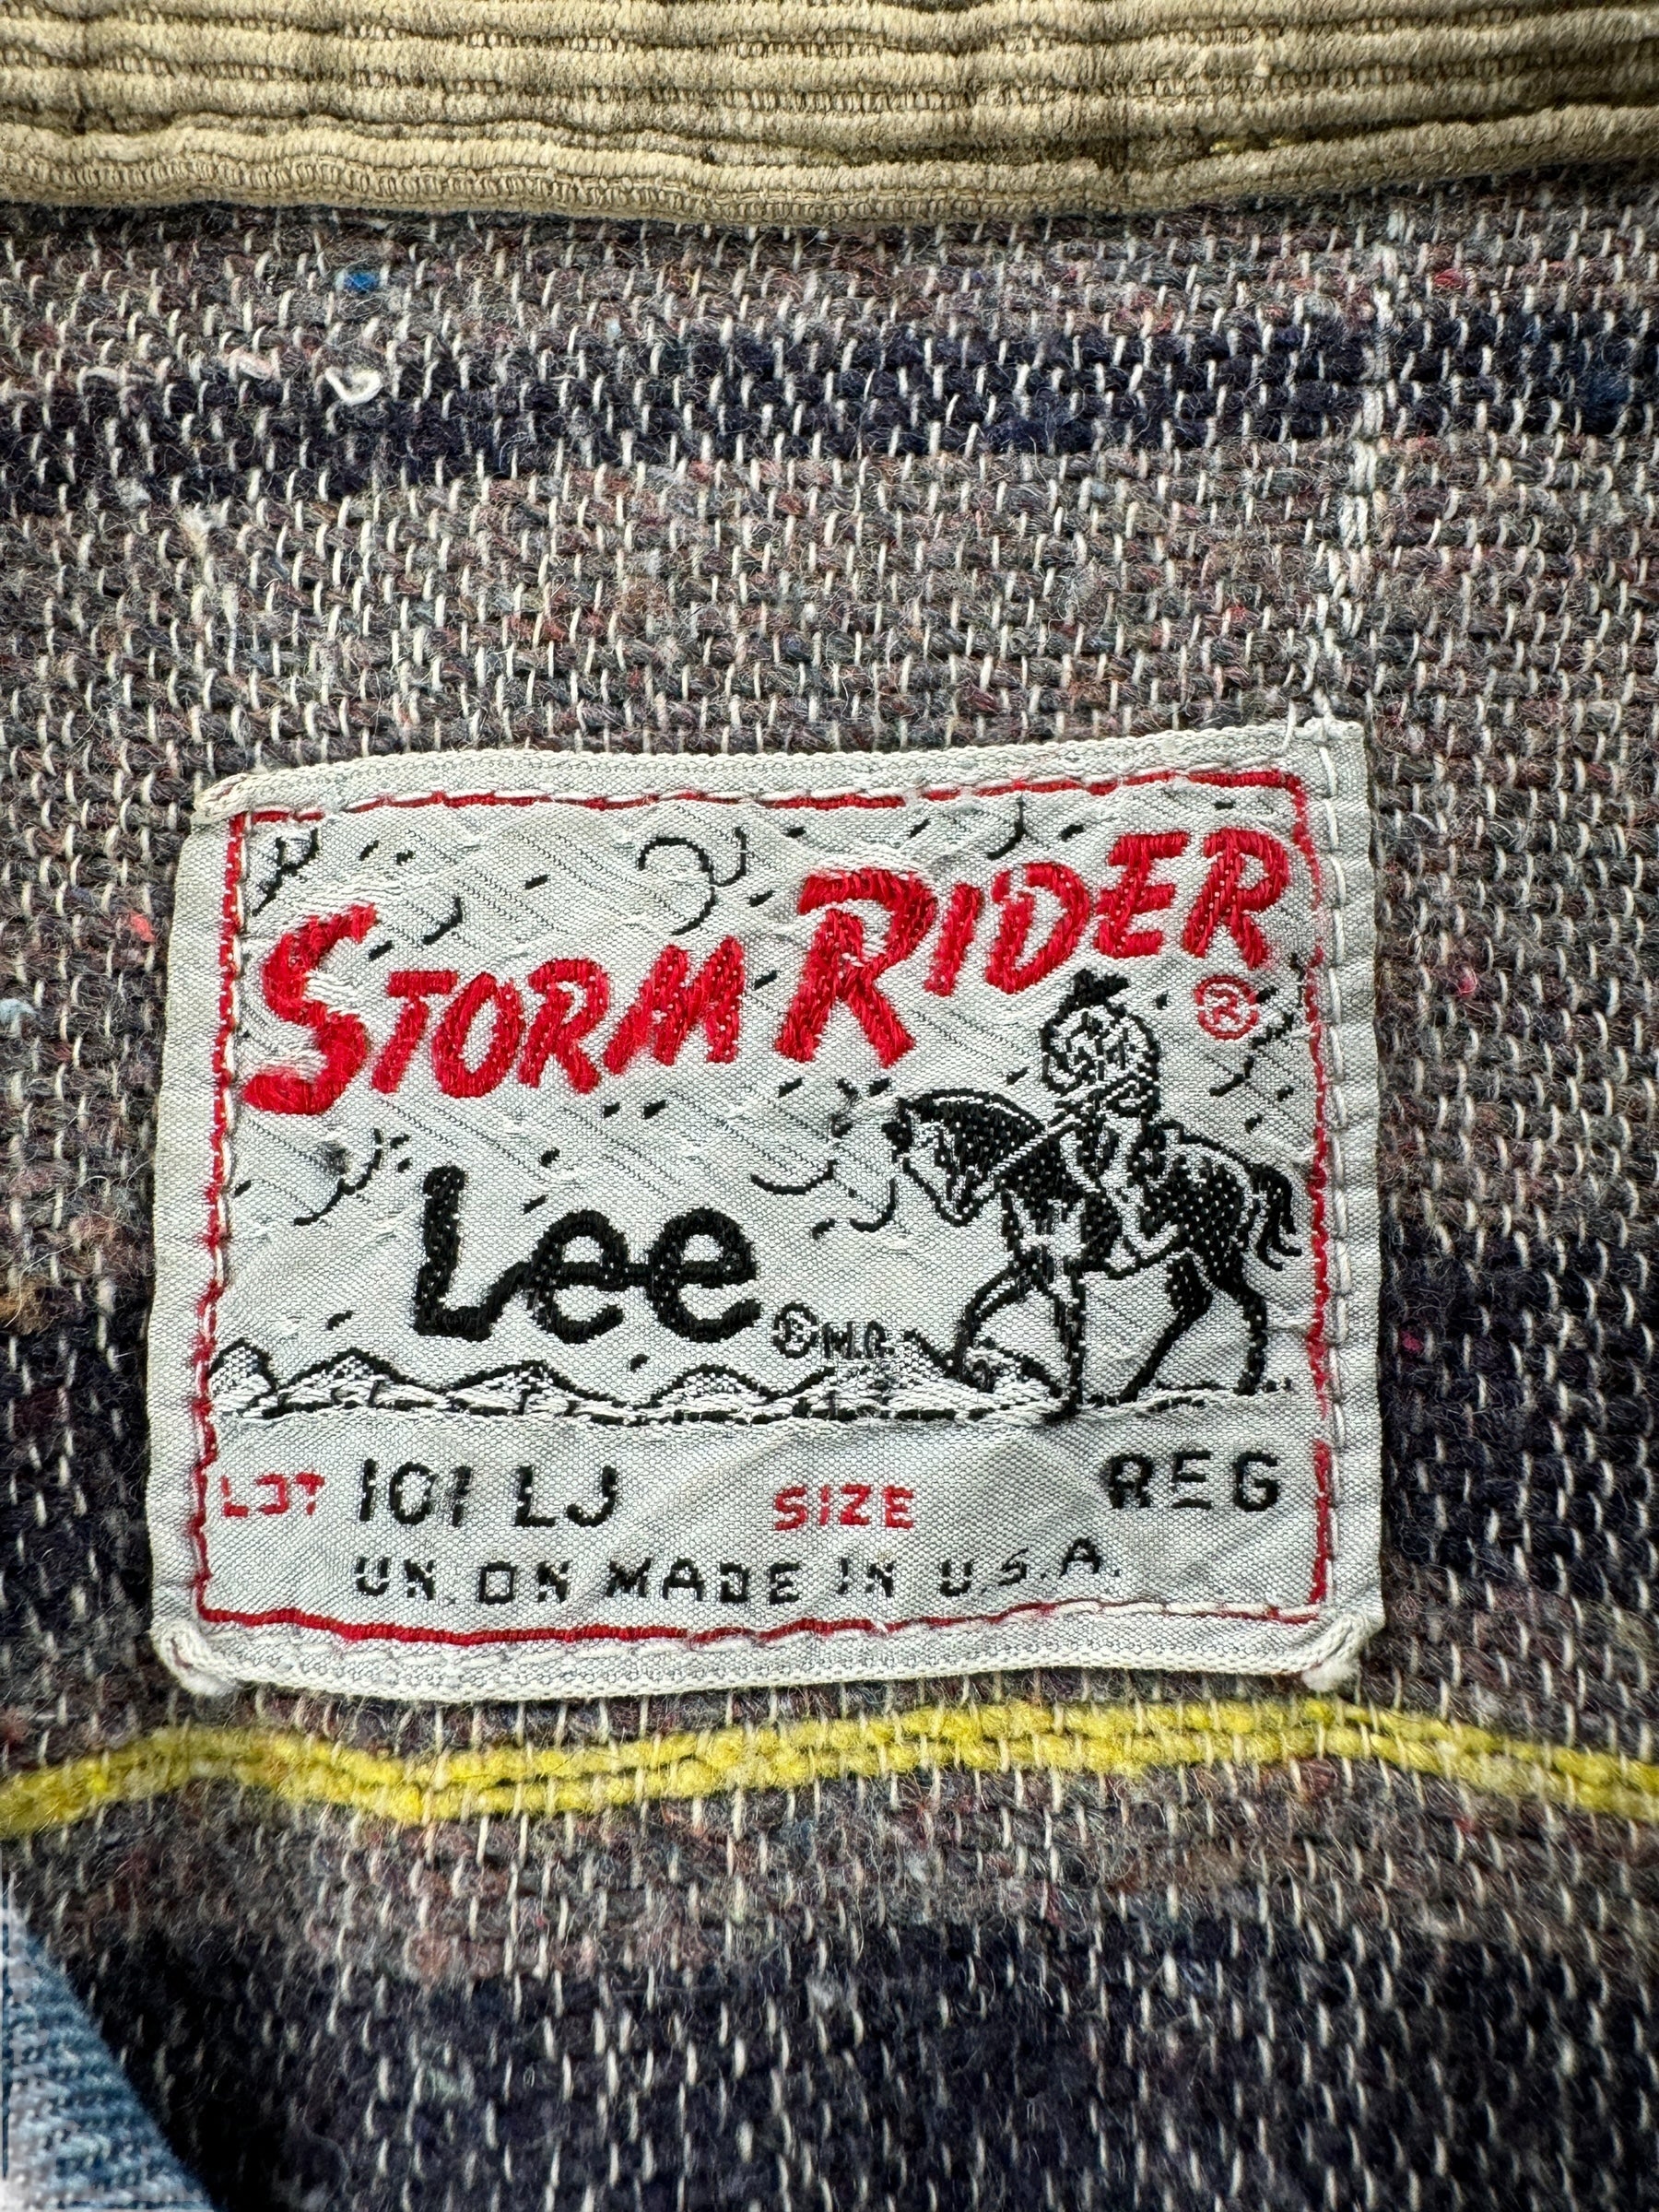 STORM RIDER ®
Lee ® M.R.
LOT 101 LJ SIZE REG
UNION MADE IN U.S.A.